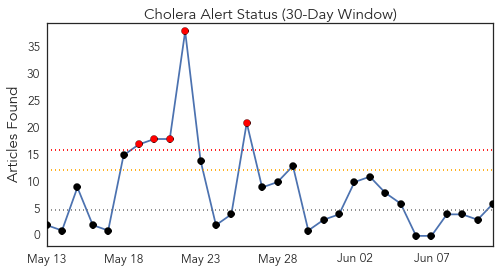 Cholera Alert Status (30-Day Window)
Articles Found
35
30
25
20
15
10
5
0
May 13 May 18 May 23 May 28 Jun 02 Jun 07